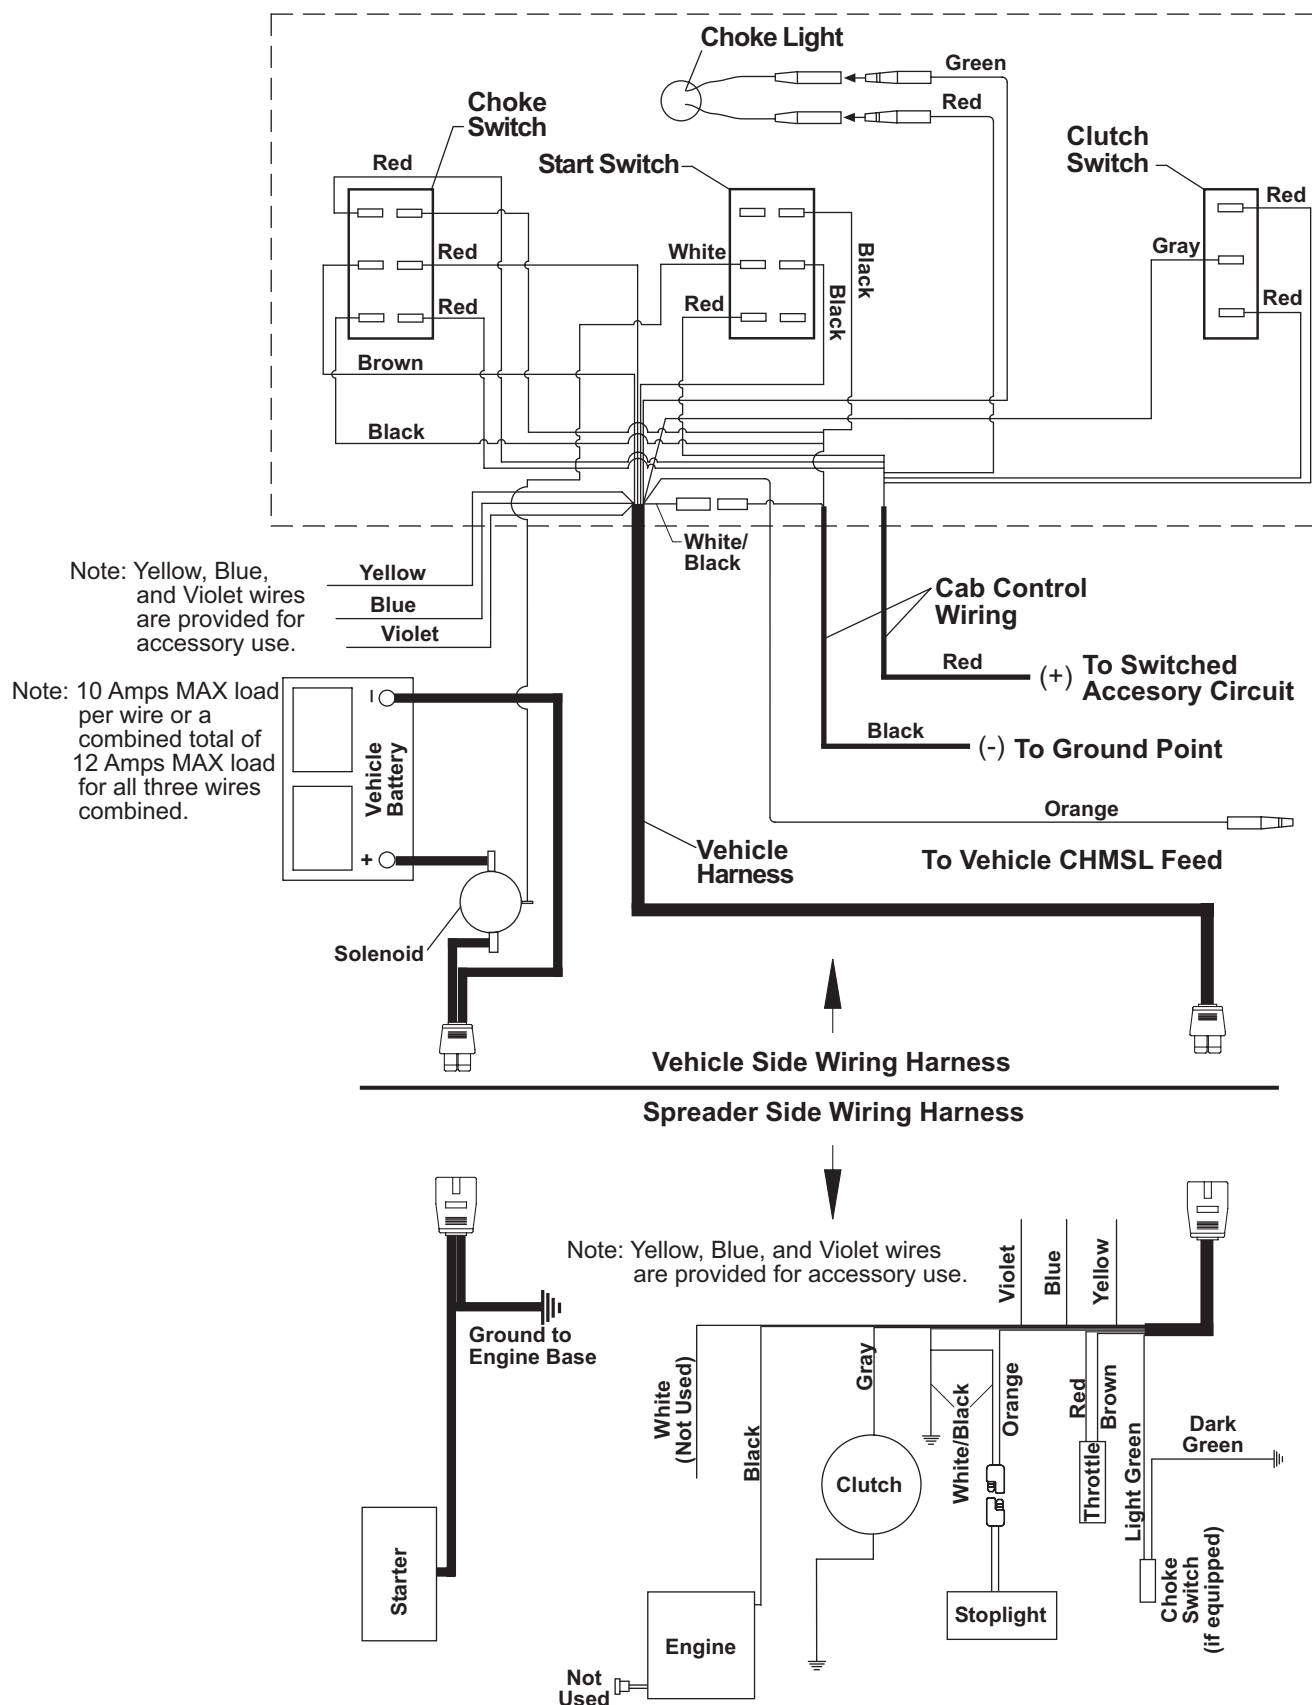 Choke Light
Green
Red
Choke
Switch
Red
Start Switch
Clutch
Switch
Red
White
Black
Gray
Red
Red
Black
Red
Red
Brown
Black
White/
Black
Note: Yellow, Blue,
and Violet wires
are provided for
accessory use.
Yellow
Blue
Violet
Cab Control
Wiring
Red
(+) To Switched
Accesory Circuit
Black
(-) To Ground Point
Note: 10 Amps MAX load
per wire or a
combined total of
12 Amps MAX load
for all three wires
combined.
–
Vehicle
Battery
+
Solenoid
Orange
Vehicle
Harness
To Vehicle CHMSL Feed
Vehicle Side Wiring Harness
Spreader Side Wiring Harness
Note: Yellow, Blue, and Violet wires
are provided for accessory use.
Violet
Blue
Yellow
Ground to
Engine Base
White
(Not Used)
Black
Gray
White/Black
Orange
Red
Brown
Light Green
Dark
Green
Clutch
Throttle
Choke
Switch
(if equipped)
Starter
Stoplight
Engine
Not
Used